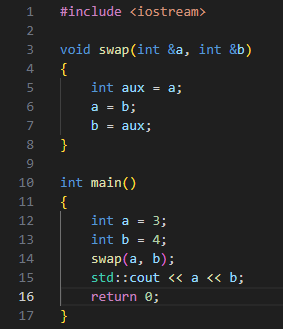 1 #include <iostream>
2
3 void swap(int &a, int &b)
4 {
5     int aux = a;
6     a = b;
7     b = aux;
8 }
9
10 int main()
11 {
12     int a = 3;
13     int b = 4;
14     swap(a, b);
15     std::cout << a << b;
16     return 0;
17 }